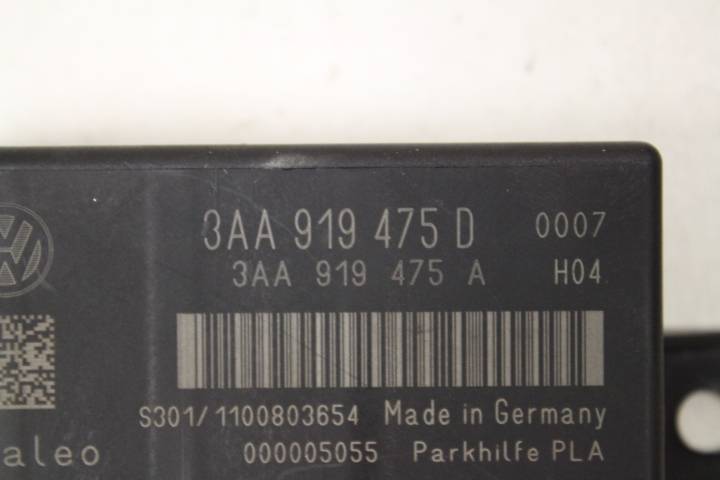 3AA 919 475 D 0007
3AA 919 475 A H04
S301/1100803654 Made in Germany
000005055 Parkhilfe PLA
aleo